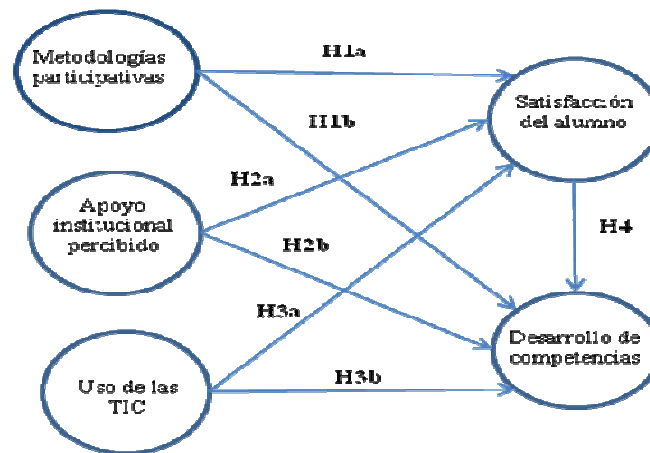 Metodologías
participativas
H1a
Satisfacción
del alumno
H1b
H2a
Apoyo
institucional
percibido
H2b
H4
H3a
Desarrollo de
competencias
Uso de las
TIC
H3b